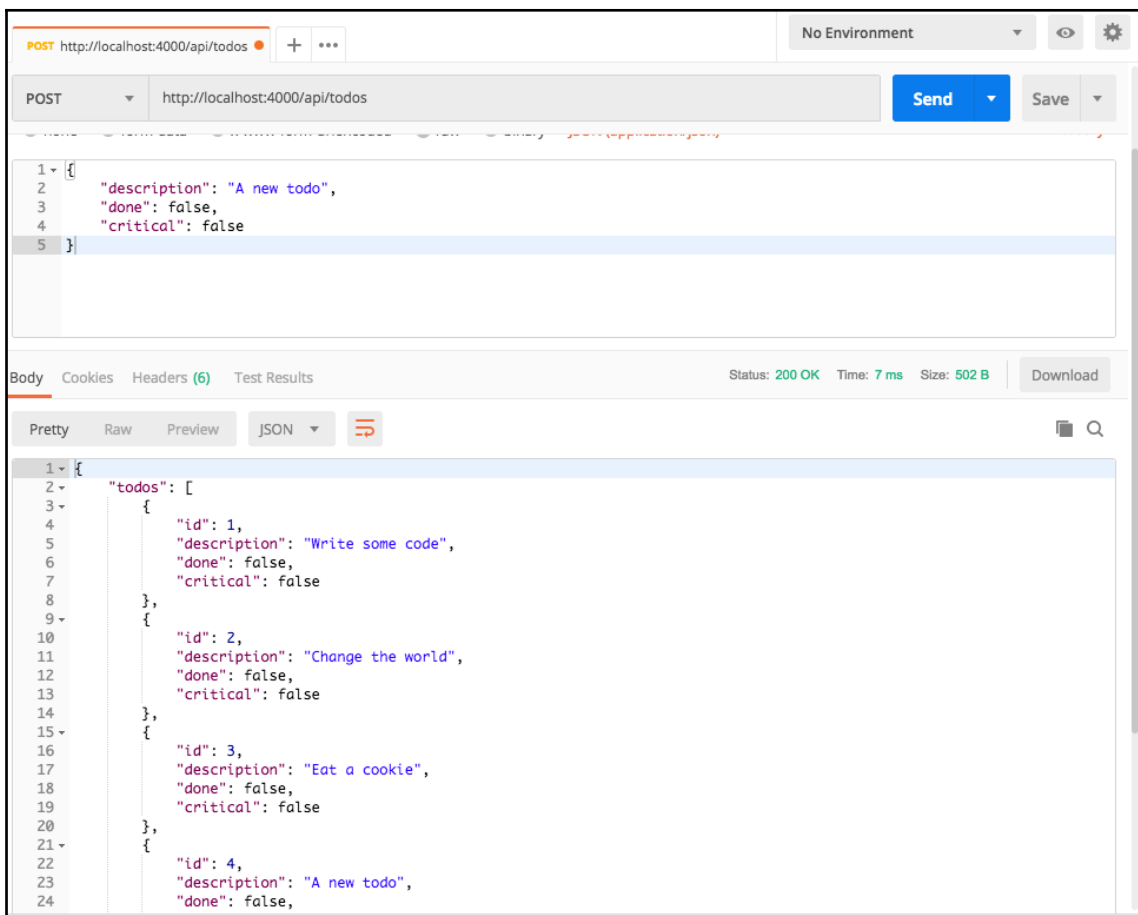 POST http://localhost:4000/api/todos
No Environment
POST http://localhost:4000/api/todos Send Save
1 {
2 "description": "A new todo",
3 "done": false,
4 "critical": false
5 }
Body Cookies Headers (6) Test Results Status: 200 OK Time: 7 ms Size: 502 B Download
Pretty Raw Preview JSON
1 {
2 "todos": [
3 {
4 "id": 1,
5 "description": "Write some code",
6 "done": false,
7 "critical": false
8 },
9 {
10 "id": 2,
11 "description": "Change the world",
12 "done": false,
13 "critical": false
14 },
15 {
16 "id": 3,
17 "description": "Eat a cookie",
18 "done": false,
19 "critical": false
20 },
21 {
22 "id": 4,
23 "description": "A new todo",
24 "done": false,